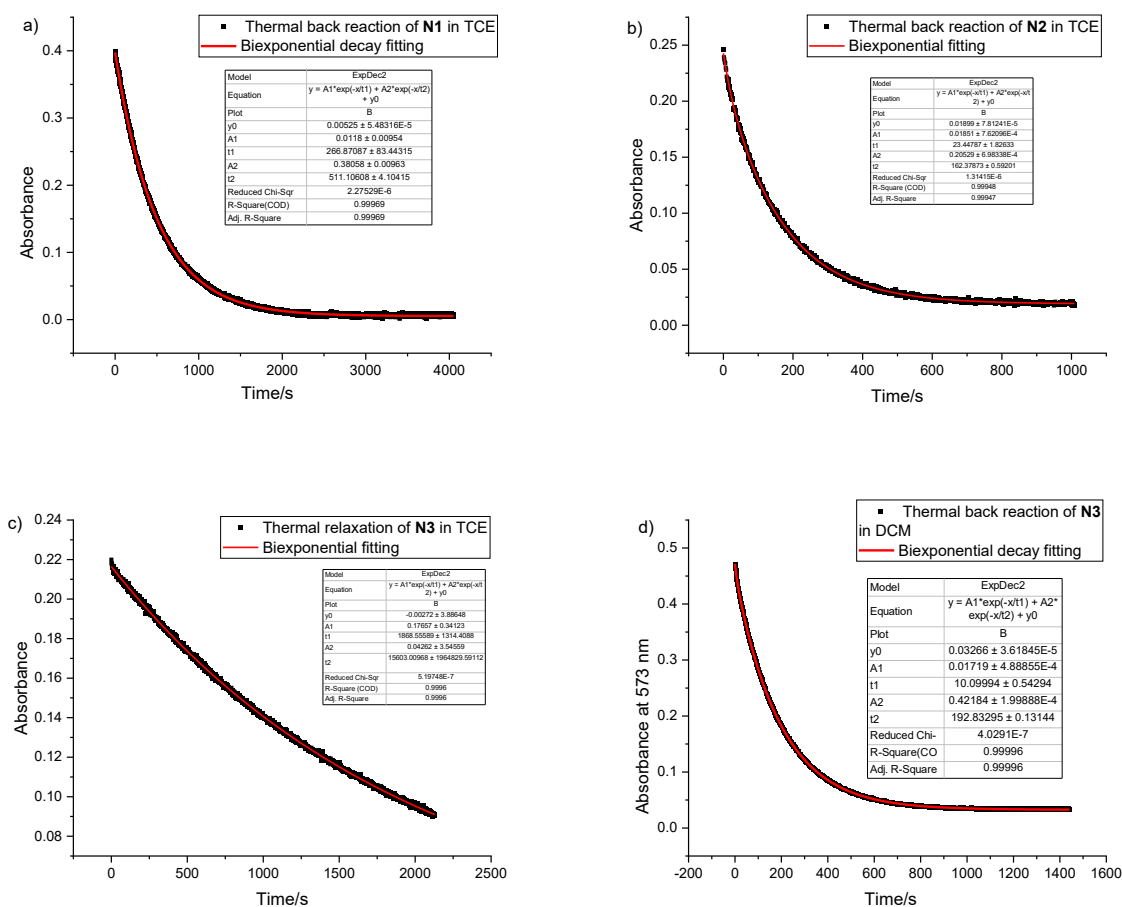 a)
■ Thermal back reaction of N1 in TCE
Biexponential decay fitting
Model ExpDec2
Equation y = A1*exp(-x/t1) + A2*exp(-x/t2)
+ y0
Plot B
y0 0.00525 ± 5.48316E-5
A1 0.0118 ± 0.00954
t1 266.87087 ± 83.44315
A2 0.38058 ± 0.00963
t2 511.10608 ± 4.10415
Reduced Chi-Sqr 2.27529E-6
R-Square(COD) 0.99969
Adj. R-Square 0.99969
Absorbance
0.4
0.3
0.2
0.1
0.0
0 1000 2000 3000 4000
Time/s
b)
■ Thermal back reaction of N2 in TCE
Biexponential fitting
Model ExpDec2
Equation y = A1*exp(-x/t1) + A2*exp(-x/t
2) + y0
Plot B
y0 0.01899 ± 7.81241E-5
A1 0.01851 ± 7.62096E-4
t1 23.44787 ± 1.82633
A2 0.20529 ± 6.98338E-4
t2 162.37873 ± 0.59201
Reduced Chi-Sqr 1.31415E-6
R-Square (COD) 0.99948
Adj. R-Square 0.99947
Absorbance
0.25
0.20
0.15
0.10
0.05
0.00
0 200 400 600 800 1000
Time/s
c)
■ Thermal relaxation of N3 in TCE
Biexponential fitting
Model ExpDec2
Equation y = A1*exp(-x/t1) + A2*exp(-x/t
2) + y0
Plot B
y0 -0.00272 ± 3.88648
A1 0.17657 ± 0.34123
t1 1868.55589 ± 1314.4088
A2 0.04262 ± 3.54559
t2 15603.00968 ± 1964829.59112
Reduced Chi-Sqr 5.19748E-7
R-Square (COD) 0.9996
Adj. R-Square 0.9996
Absorbance
0.24
0.22
0.20
0.18
0.16
0.14
0.12
0.10
0.08
0 500 1000 1500 2000 2500
Time/s
d)
■ Thermal back reaction of N3
in DCM
Biexponential decay fitting
Model ExpDec2
Equation y = A1*exp(-x/t1) + A2*
exp(-x/t2) + y0
Plot B
y0 0.03266 ± 3.61845E-5
A1 0.01719 ± 4.88855E-4
t1 10.09994 ± 0.54294
A2 0.42184 ± 1.99888E-4
t2 192.83295 ± 0.13144
Reduced Chi- 4.0291E-7
R-Square(CO 0.99996
Adj. R-Square 0.99996
Absorbance at 573 nm
0.5
0.4
0.3
0.2
0.1
0.0
-200 0 200 400 600 800 1000 1200 1400 1600
Time/s